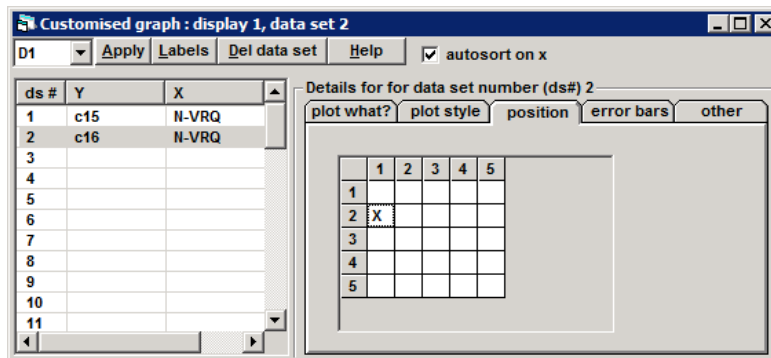 Customised graph : display 1, data set 2
D1 Apply Labels Del data set Help autosort on x
ds # Y X
1 c15 N-VRQ
2 c16 N-VRQ
3
4
5
6
7
8
9
10
11
Details for for data set number (ds#) 2
plot what? plot style position error bars other
1 2 3 4 5
1
2 X
3
4
5